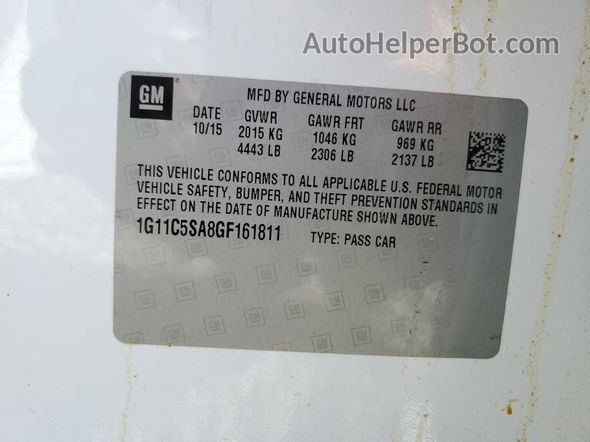 AutoHelperBot.com
GM
MFD BY GENERAL MOTORS LLC
DATE GVWR GAWR FRT GAWR RR
10/15 2015 KG 1046 KG 969 KG
4443 LB 2306 LB 2137 LB
THIS VEHICLE CONFORMS TO ALL APPLICABLE U.S. FEDERAL MOTOR
VEHICLE SAFETY, BUMPER, AND THEFT PREVENTION STANDARDS IN
EFFECT ON THE DATE OF MANUFACTURE SHOWN ABOVE.
1G11C5SA8GF161811 TYPE: PASS CAR